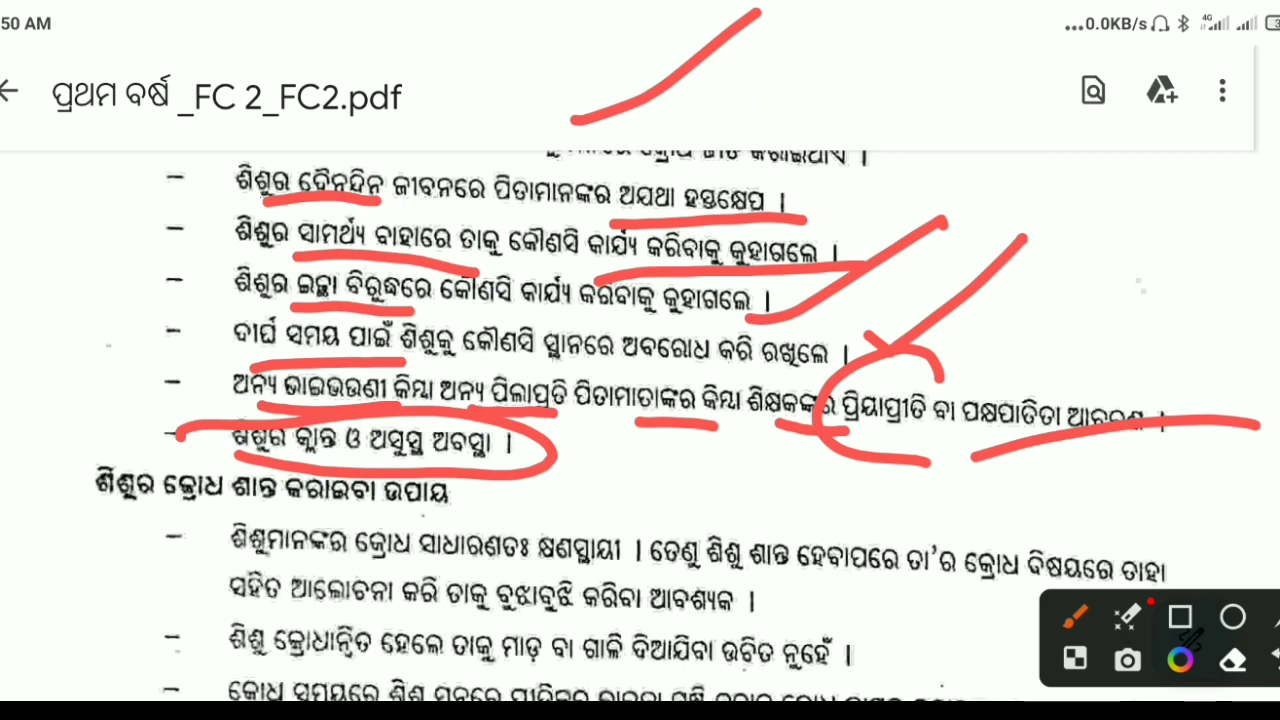 50 AM
...0.0KB/s 4G
ପ୍ରଥମ ବର୍ଷ _FC 2_FC2.pdf
– ଶିଶୁର ଦୈନନ୍ଦିନ ଜୀବନରେ ପିତାମାନଙ୍କର ଅଯଥା ହସ୍ତକ୍ଷେପ ।
– ଶିଶୁର ସାମର୍ଥ୍ୟ ବାହାରେ ତାକୁ କୌଣସି କାର୍ଯ୍ୟ କରିବାକୁ କୁହାଗଲେ ।
– ଶିଶୁର ଇଚ୍ଛା ବିରୁଦ୍ଧରେ କୌଣସି କାର୍ଯ୍ୟ କରିବାକୁ କୁହାଗଲେ ।
– ଦୀର୍ଘ ସମୟ ପାଇଁ ଶିଶୁକୁ କୌଣସି ସ୍ଥାନରେ ଅବରୋଧ କରି ରଖିଲେ ।
– ଅନ୍ୟ ଭାଇଭଉଣୀ କିମ୍ବା ଅନ୍ୟ ପିଲାପ୍ରତି ପିତାମାତାଙ୍କର କିମ୍ବା ଶିକ୍ଷକଙ୍କର ପ୍ରିୟାପ୍ରୀତି ବା ପକ୍ଷପାତିତା ଆଚରଣ ।
– ଶିଶୁର କ୍ଲାନ୍ତ ଓ ଅସୁସ୍ଥ ଅବସ୍ଥା ।
ଶିଶୁର କ୍ରୋଧ ଶାନ୍ତ କରାଇବା ଉପାୟ
– ଶିଶୁମାନଙ୍କର କ୍ରୋଧ ସାଧାରଣତଃ କ୍ଷଣସ୍ଥାୟୀ । ତେଣୁ ଶିଶୁ ଶାନ୍ତ ହେବାପରେ ତା'ର କ୍ରୋଧ ବିଷୟରେ ତାହା
ସହିତ ଆଲୋଚନା କରି ତାକୁ ବୁଝାବୁଝି କରିବା ଆବଶ୍ୟକ ।
– ଶିଶୁ କ୍ରୋଧାନ୍ୱିତ ହେଲେ ତାକୁ ମାଡ଼ ବା ଗାଳି ଦିଆଯିବା ଉଚିତ ନୁହେଁ ।